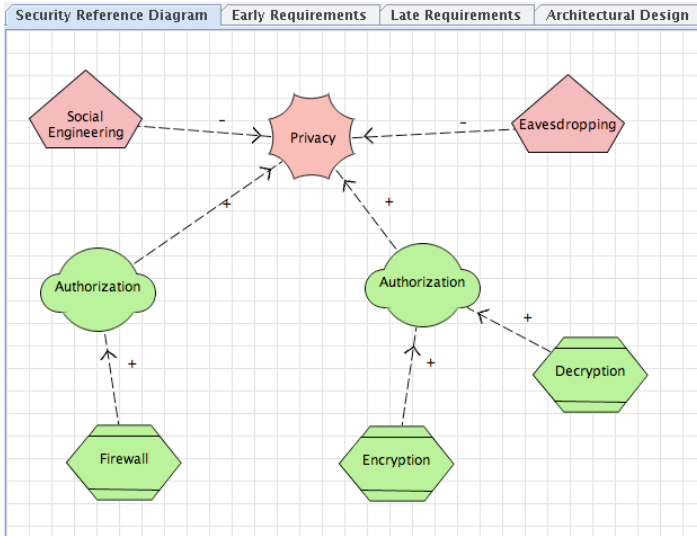 Security Reference Diagram
Early Requirements
Late Requirements
Architectural Design
Social
Engineering
-
Privacy
-
Eavesdropping
+
+
Authorization
Authorization
+
+
+
Decryption
Firewall
Encryption